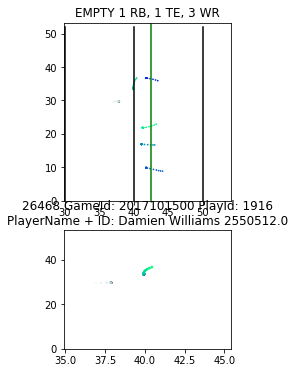 EMPTY 1 RB, 1 TE, 3 WR
50
40
30
20
10
0
30 35 40 45 50
26468 GameId: 2017101500 PlayId: 1916
PlayerName + ID: Damien Williams 2550512.0
40
20
0
35.0 37.5 40.0 42.5 45.0